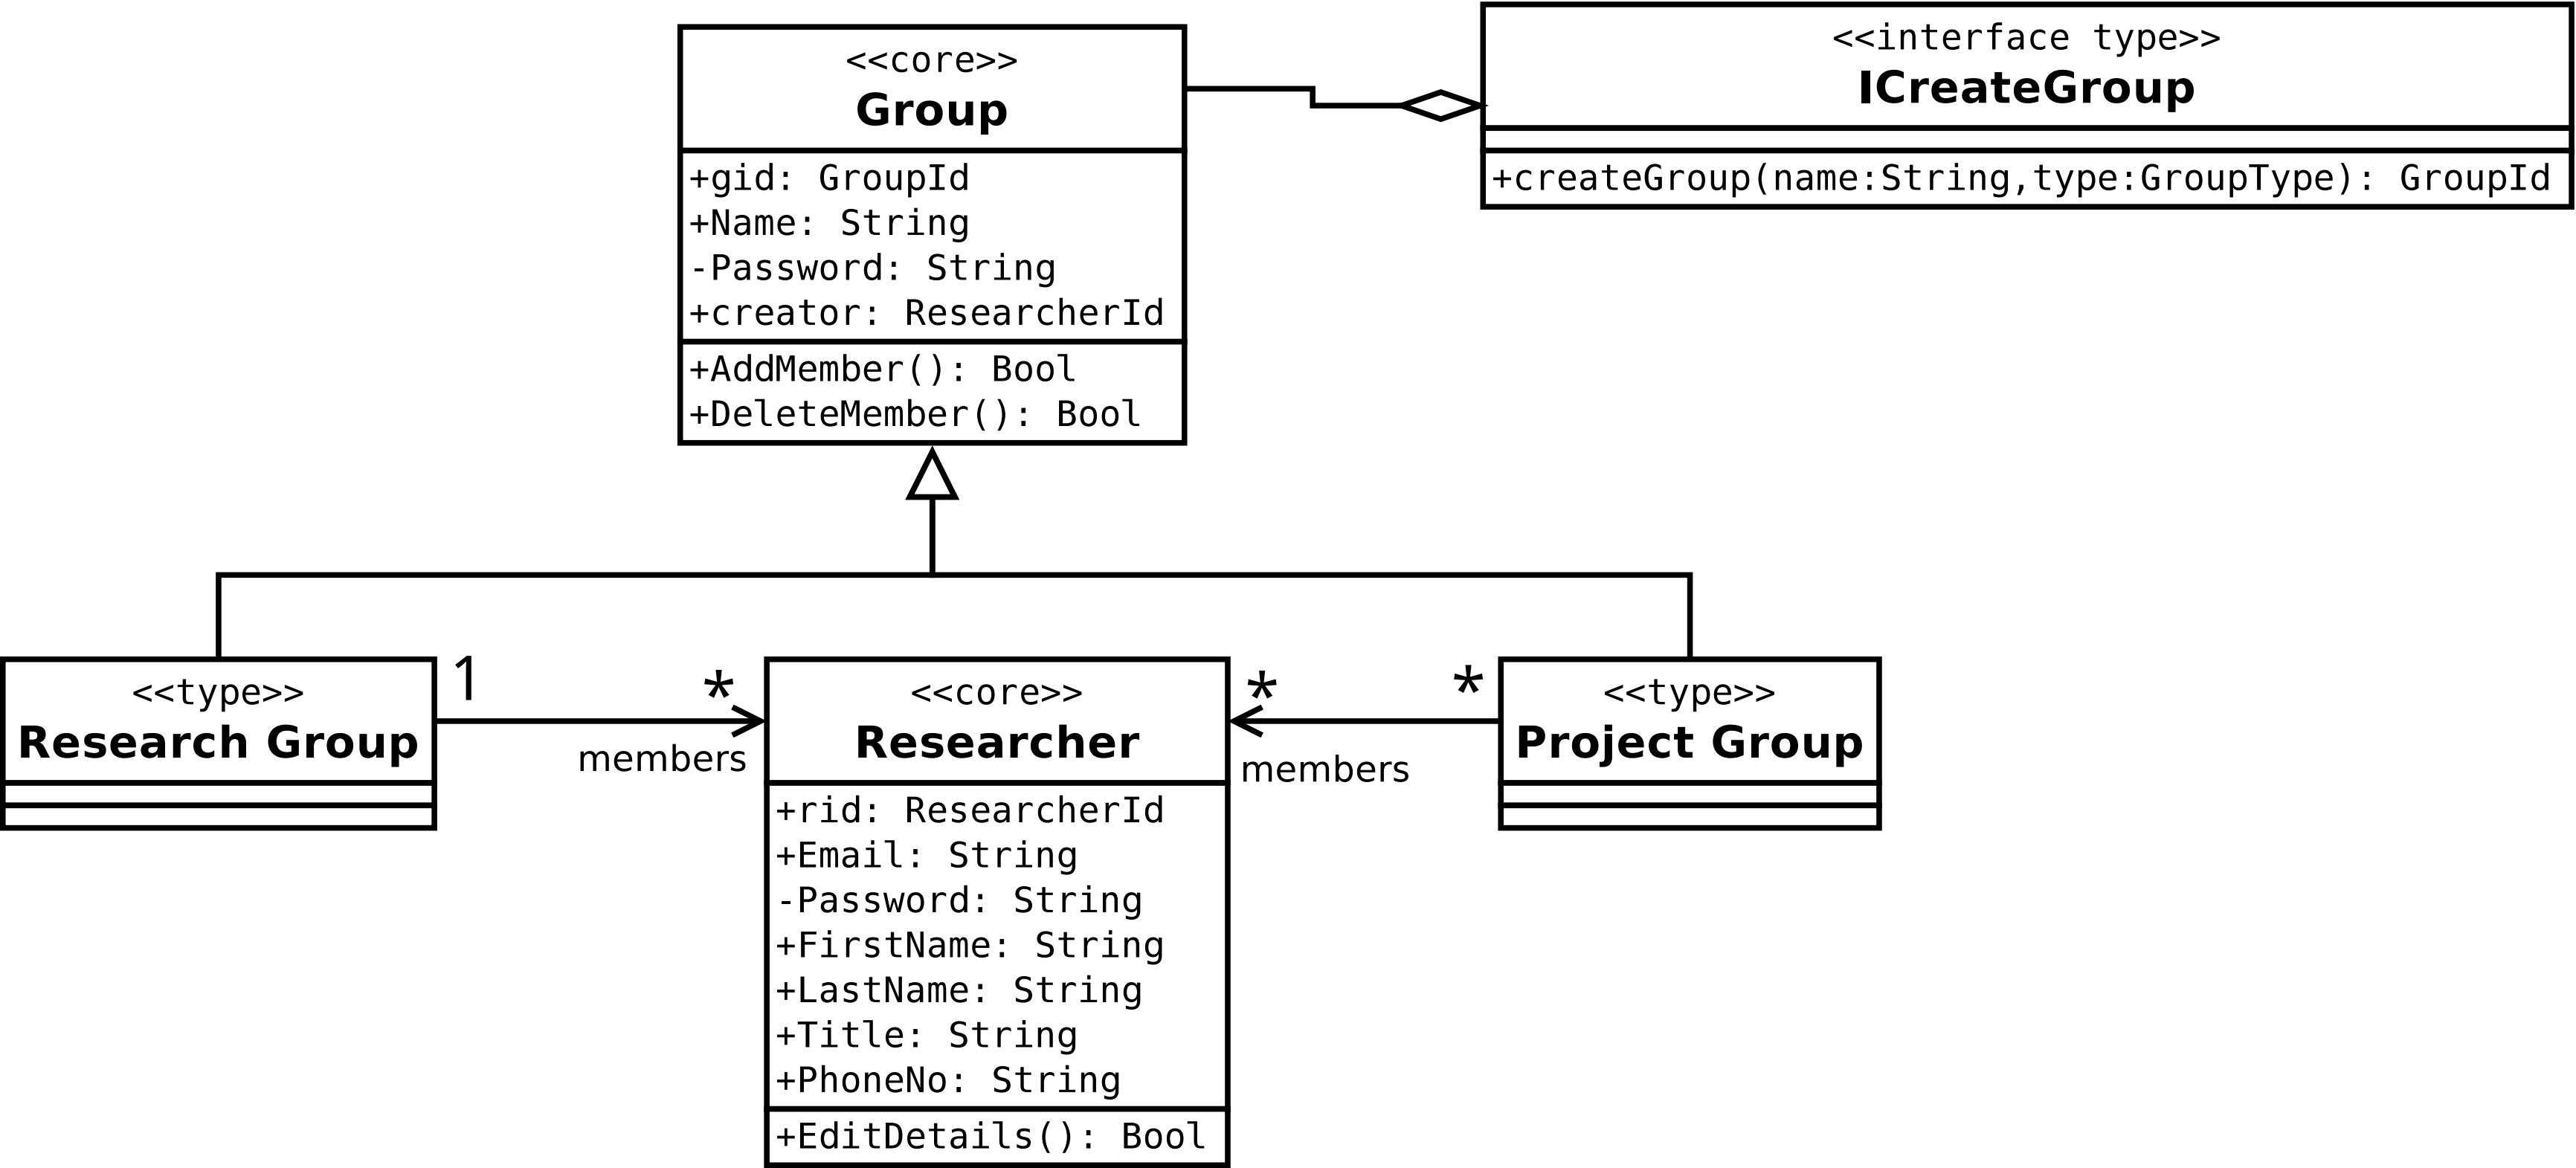 <<core>>
Group
+gid: GroupId
+Name: String
-Password: String
+creator: ResearcherId
+AddMember(): Bool
+DeleteMember(): Bool
<<interface type>>
ICreateGroup
+createGroup(name:String,type:GroupType): GroupId
<<type>>
Research Group
1
*
members
<<core>>
Researcher
+rid: ResearcherId
+Email: String
-Password: String
+FirstName: String
+LastName: String
+Title: String
+PhoneNo: String
+EditDetails(): Bool
*
*
members
<<type>>
Project Group